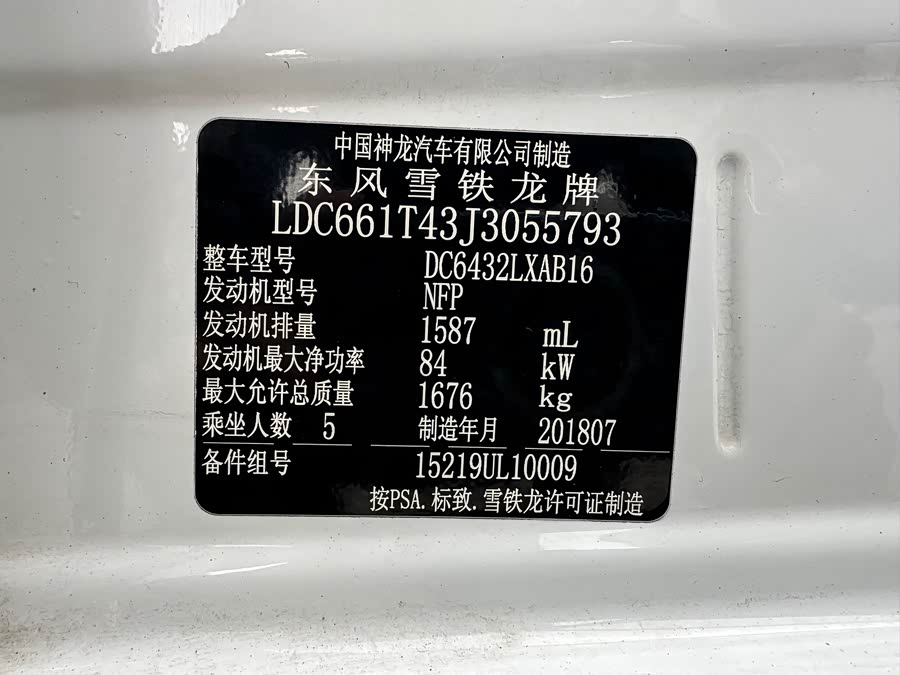 中国神龙汽车有限公司制造
东风雪铁龙牌
LDC661T43J3055793
整车型号 DC6432LXAB16
发动机型号 NFP
发动机排量 1587 mL
发动机最大净功率 84 kW
最大允许总质量 1676 kg
乘坐人数 5 制造年月 201807
备件组号 15219UL10009
按PSA.标致.雪铁龙许可证制造